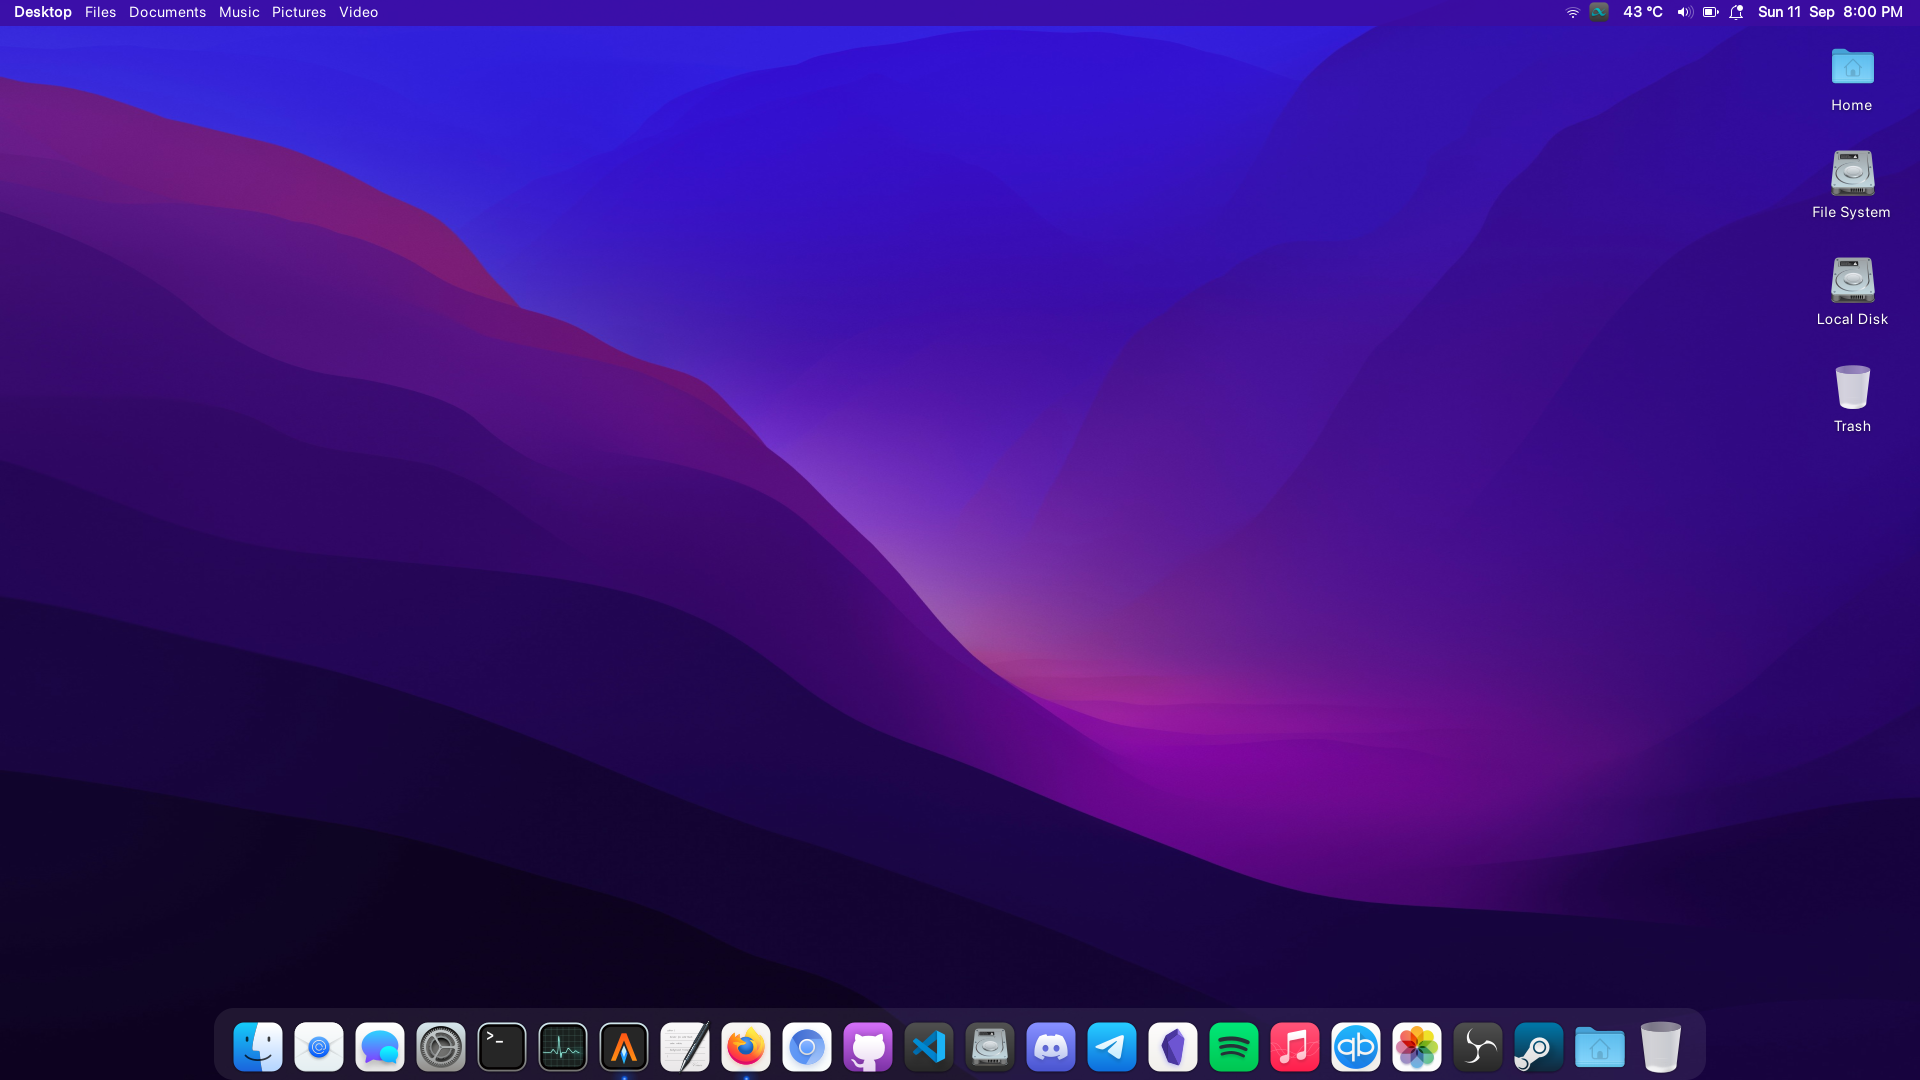 Desktop Files Documents Music Pictures Video 43 °C Sun 11 Sep 8:00 PM
Home
File System
Local Disk
Trash
>_
qb